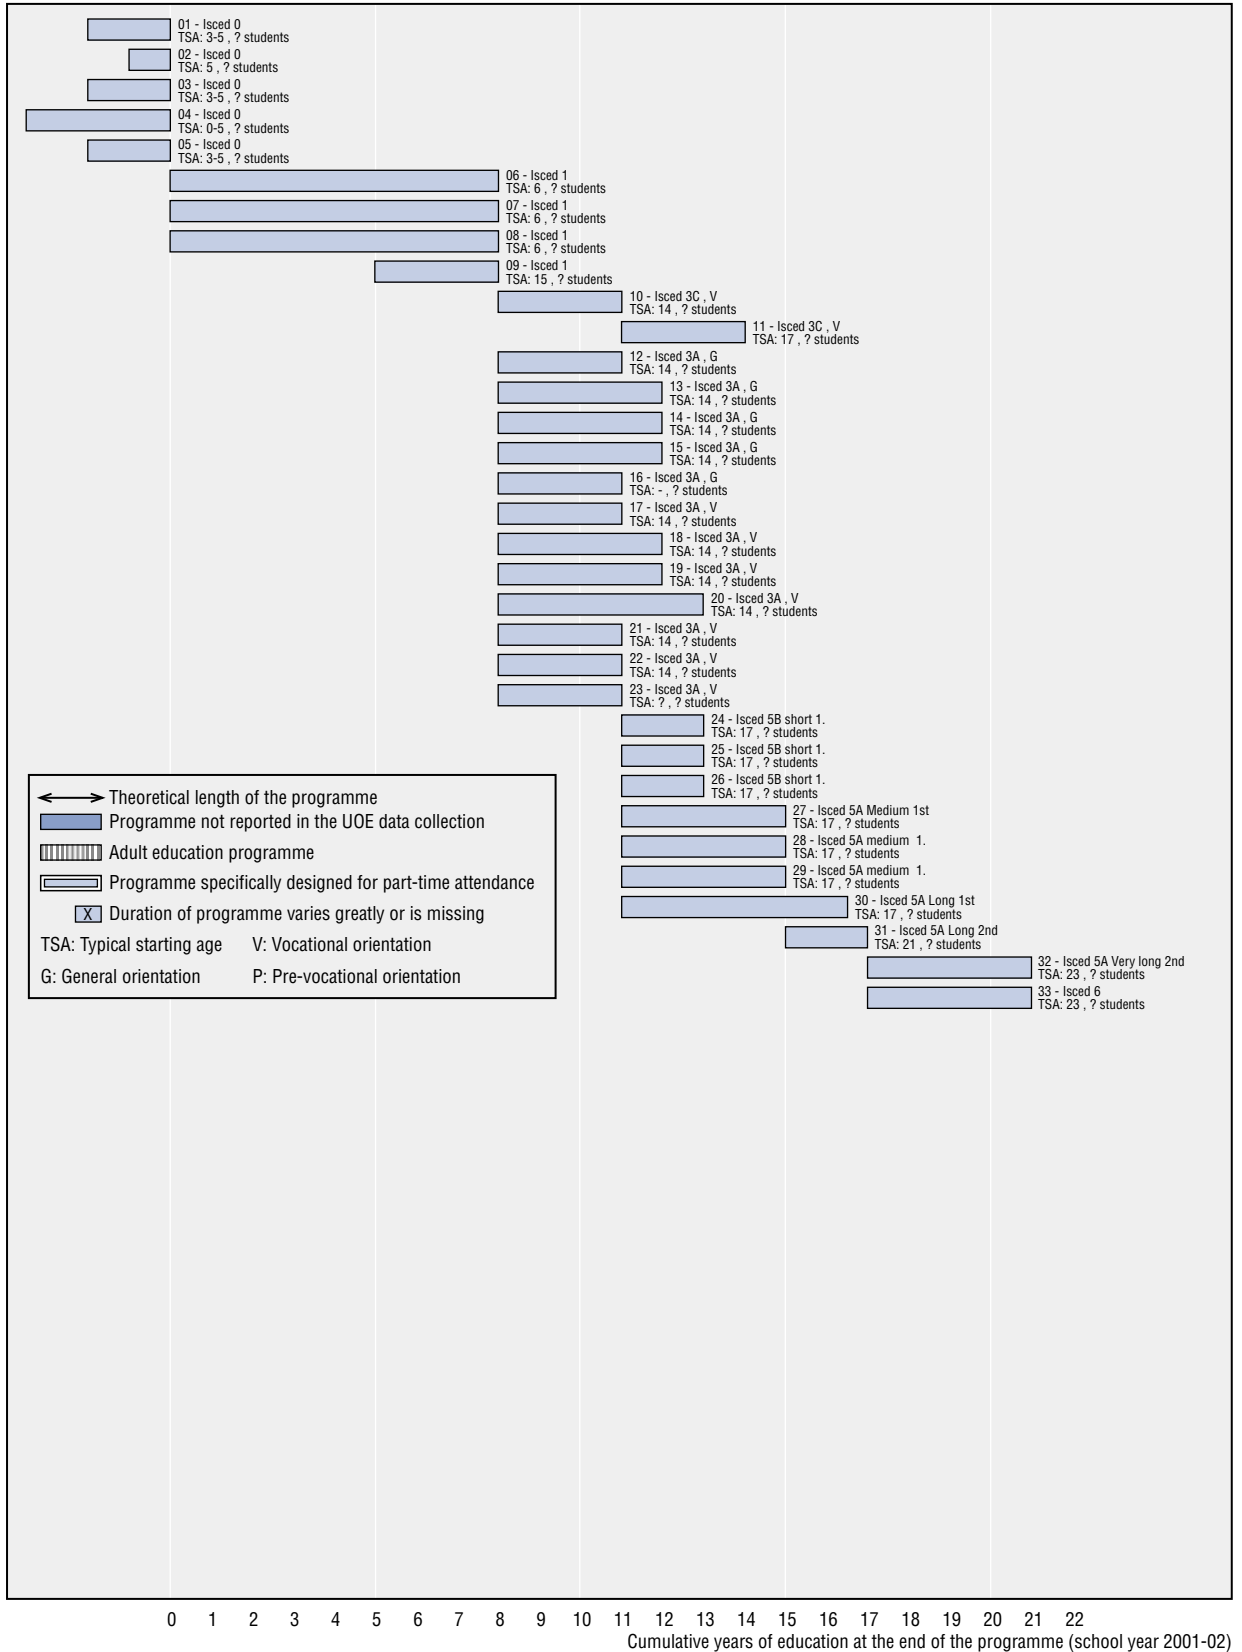 01 - Isced 0
TSA: 3-5 , ? students
02 - Isced 0
TSA: 5 , ? students
03 - Isced 0
TSA: 3-5 , ? students
04 - Isced 0
TSA: 0-5 , ? students
05 - Isced 0
TSA: 3-5 , ? students
06 - Isced 1
TSA: 6 , ? students
07 - Isced 1
TSA: 6 , ? students
08 - Isced 1
TSA: 6 , ? students
09 - Isced 1
TSA: 15 , ? students
10 - Isced 3C , V
TSA: 14 , ? students
11 - Isced 3C , V
TSA: 17 , ? students
12 - Isced 3A , G
TSA: 14 , ? students
13 - Isced 3A , G
TSA: 14 , ? students
14 - Isced 3A , G
TSA: 14 , ? students
15 - Isced 3A , G
TSA: 14 , ? students
16 - Isced 3A , G
TSA: - , ? students
17 - Isced 3A , V
TSA: 14 , ? students
18 - Isced 3A , V
TSA: 14 , ? students
19 - Isced 3A , V
TSA: 14 , ? students
20 - Isced 3A , V
TSA: 14 , ? students
21 - Isced 3A , V
TSA: 14 , ? students
22 - Isced 3A , V
TSA: 14 , ? students
23 - Isced 3A , V
TSA: ? , ? students
24 - Isced 5B short 1.
TSA: 17 , ? students
25 - Isced 5B short 1.
TSA: 17 , ? students
26 - Isced 5B short 1.
TSA: 17 , ? students
27 - Isced 5A Medium 1st
TSA: 17 , ? students
28 - Isced 5A medium 1.
TSA: 17 , ? students
29 - Isced 5A medium 1.
TSA: 17 , ? students
30 - Isced 5A Long 1st
TSA: 17 , ? students
31 - Isced 5A Long 2nd
TSA: 21 , ? students
32 - Isced 5A Very long 2nd
TSA: 23 , ? students
33 - Isced 6
TSA: 23 , ? students
Theoretical length of the programme
Programme not reported in the UOE data collection
Adult education programme
Programme specifically designed for part-time attendance
X Duration of programme varies greatly or is missing
TSA: Typical starting age V: Vocational orientation
G: General orientation P: Pre-vocational orientation
0 1 2 3 4 5 6 7 8 9 10 11 12 13 14 15 16 17 18 19 20 21 22
Cumulative years of education at the end of the programme (school year 2001-02)